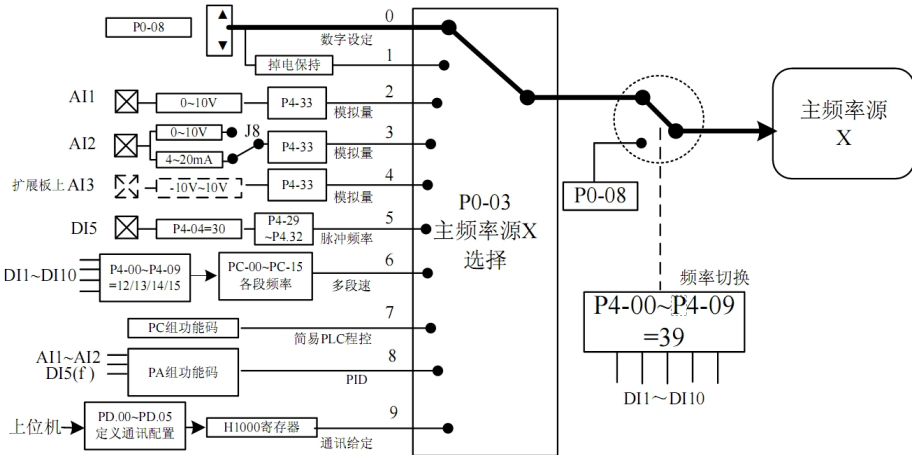 P0-08
0
数字设定
掉电保持
1
AI1
0~10V
P4-33
2
模拟量
AI2
0~10V
4~20mA
J8
P4-33
3
模拟量
扩展板上 AI3
-10V~10V
P4-33
4
模拟量
DI5
P4-04=30
P4-29
~P4.32
5
脉冲频率
DI1~DI10
P4-00~P4-09
=12/13/14/15
PC-00~PC-15
各段频率
6
多段速
PC组功能码
7
简易PLC程控
AI1~AI2
DI5(f )
PA组功能码
8
PID
上位机
PD.00~PD.05
定义通讯配置
H1000寄存器
9
通讯给定
P0-03
主频率源X
选择
P0-08
主频率源
X
频率切换
P4-00~P4-09
=39
DI1～DI10